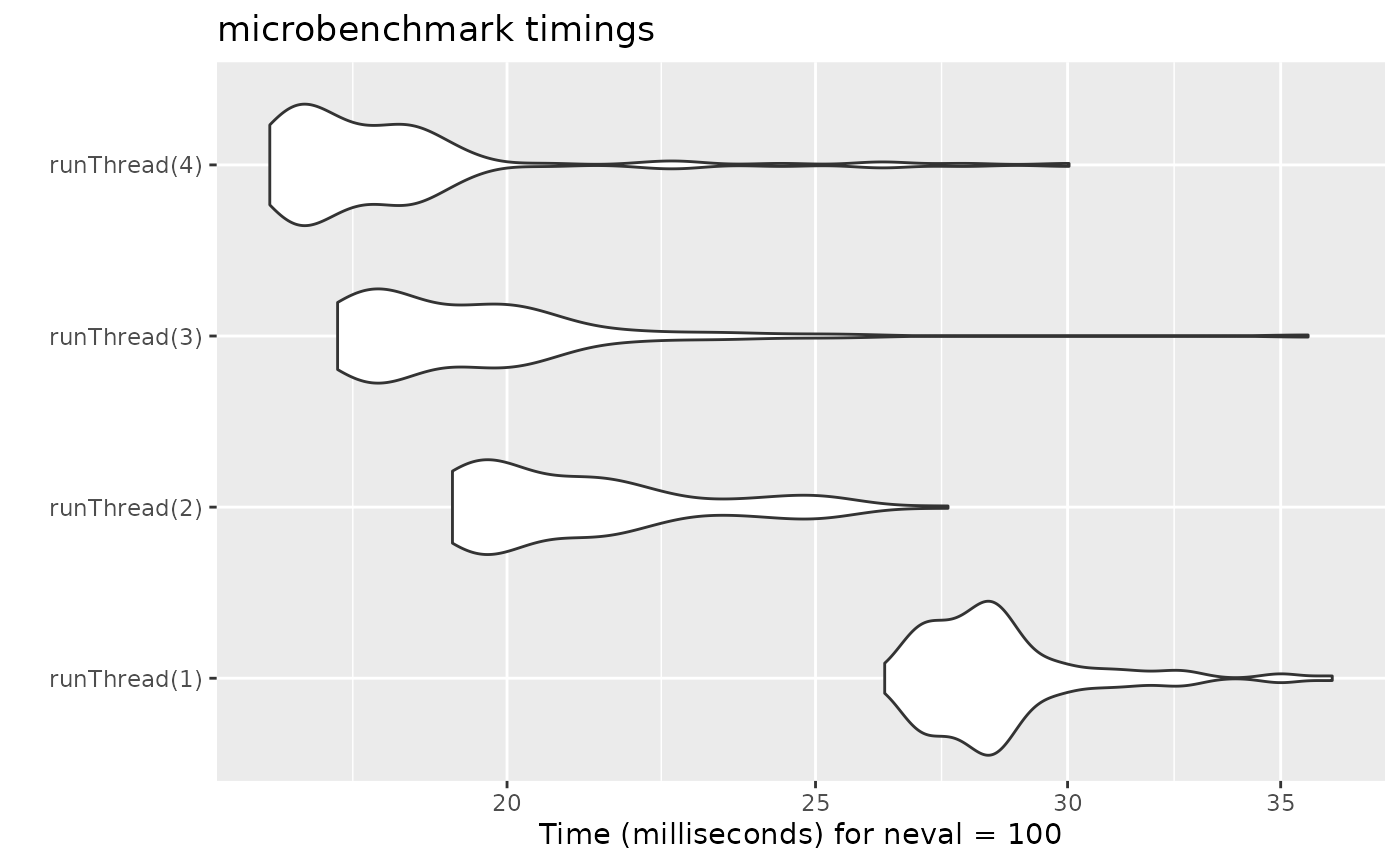 microbenchmark timings
runThread(4)
runThread(3)
runThread(2)
runThread(1)
20 25 30 35
Time (milliseconds) for neval = 100